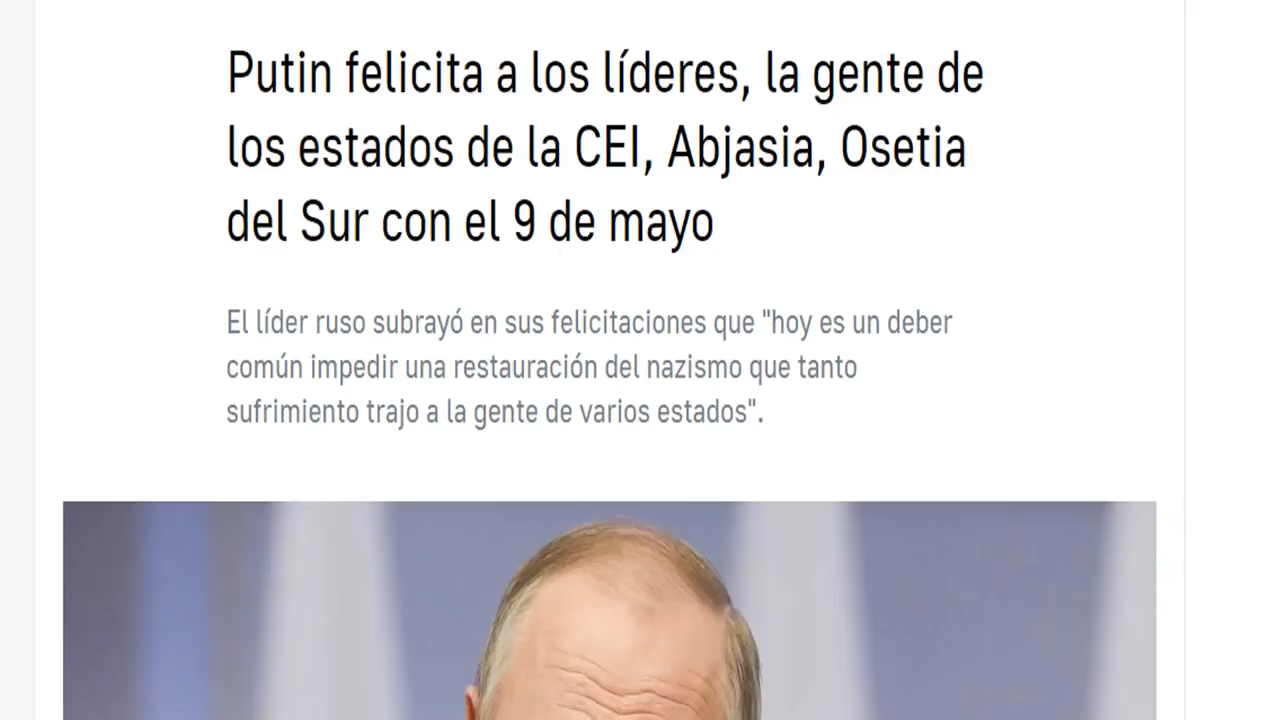 Putin felicita a los líderes, la gente de
los estados de la CEI, Abjasia, Osetia
del Sur con el 9 de mayo
El líder ruso subrayó en sus felicitaciones que "hoy es un deber
común impedir una restauración del nazismo que tanto
sufrimiento trajo a la gente de varios estados".